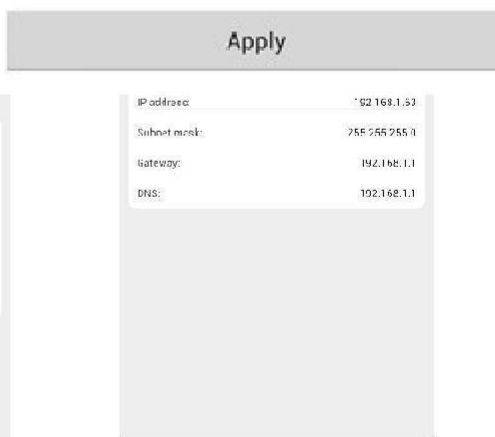 Apply
IP address: 192.168.1.53
Subnet mask: 255.255.255.0
Gateway: 192.168.1.1
DNS: 192.168.1.1